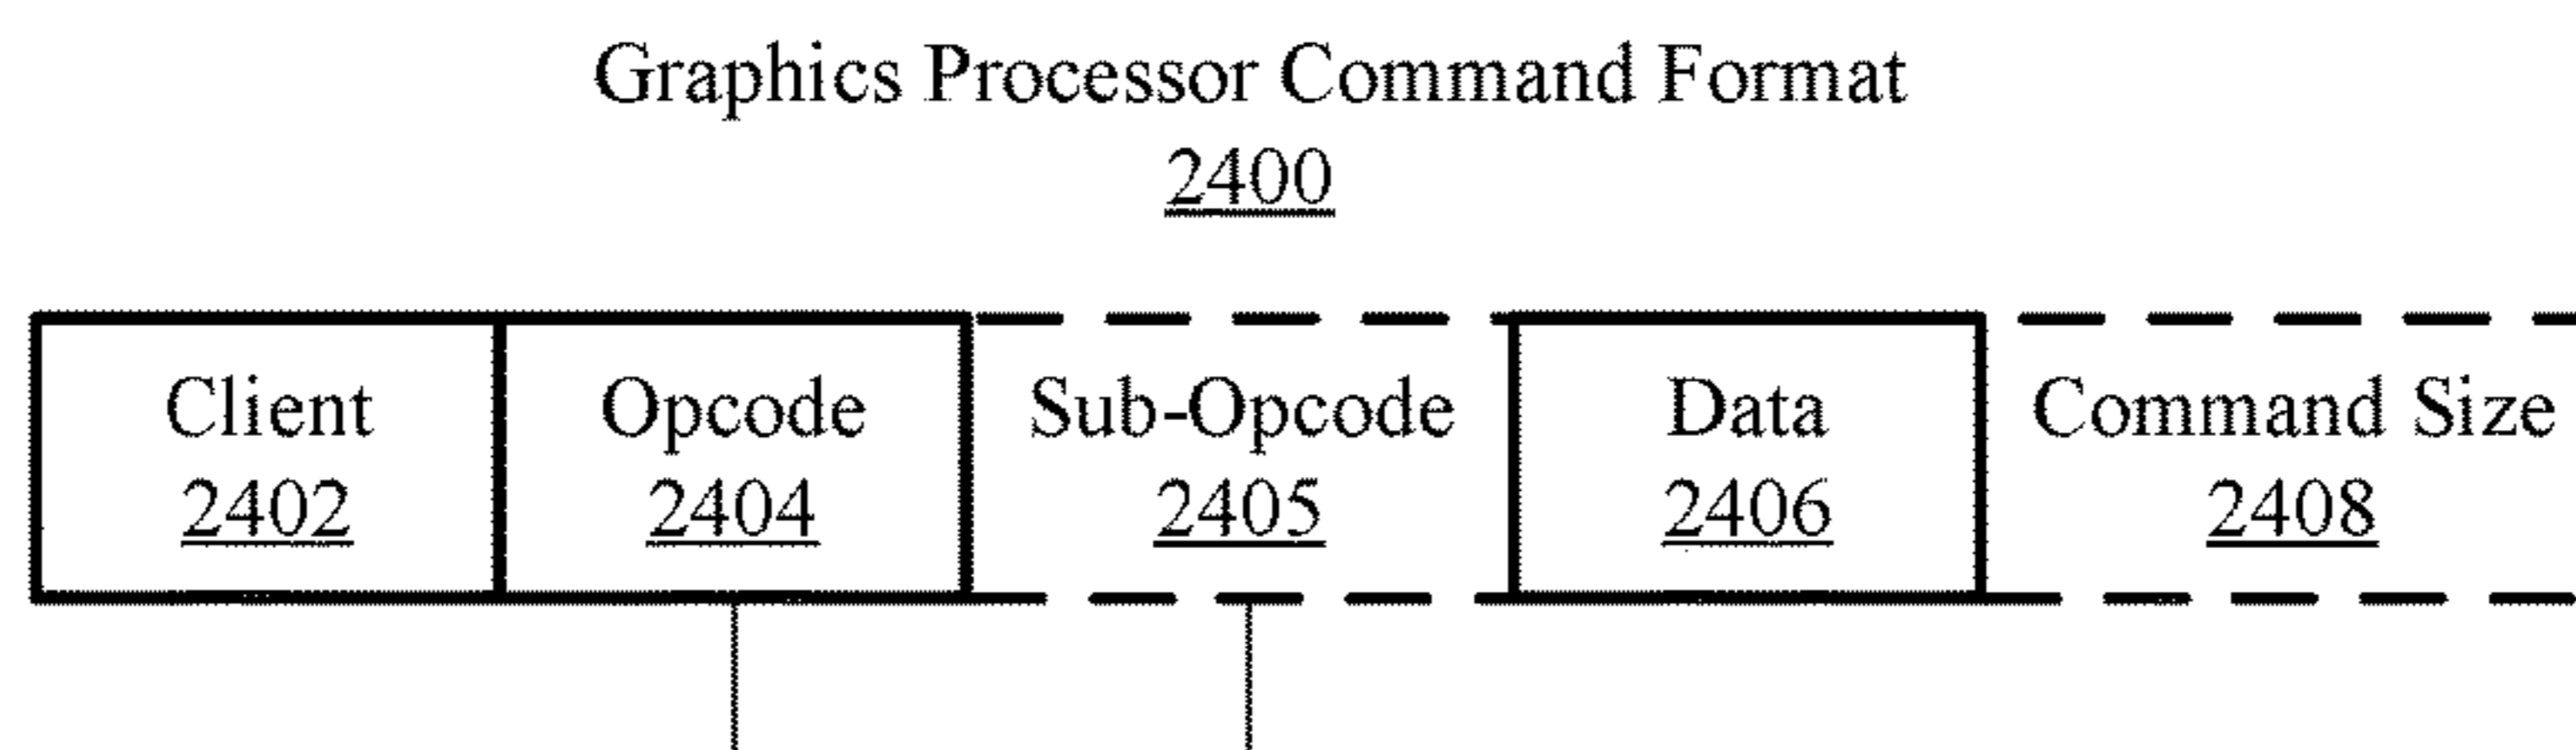 Graphics Processor Command Format
2400
Client Opcode Sub-Opcode Data Command Size
2402 2404 2405 2406 2408